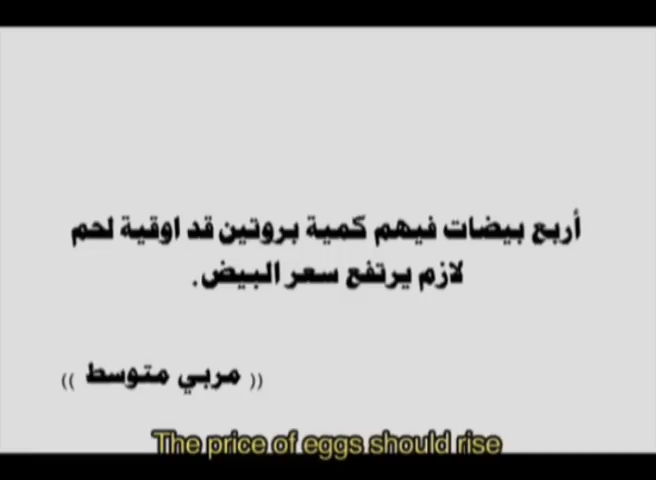 أربع بيضات فيهم كمية بروتين قد اوقية لحم
لازم يرتفع سعر البيض.
(( مربي متوسط ))
The price of eggs should rise